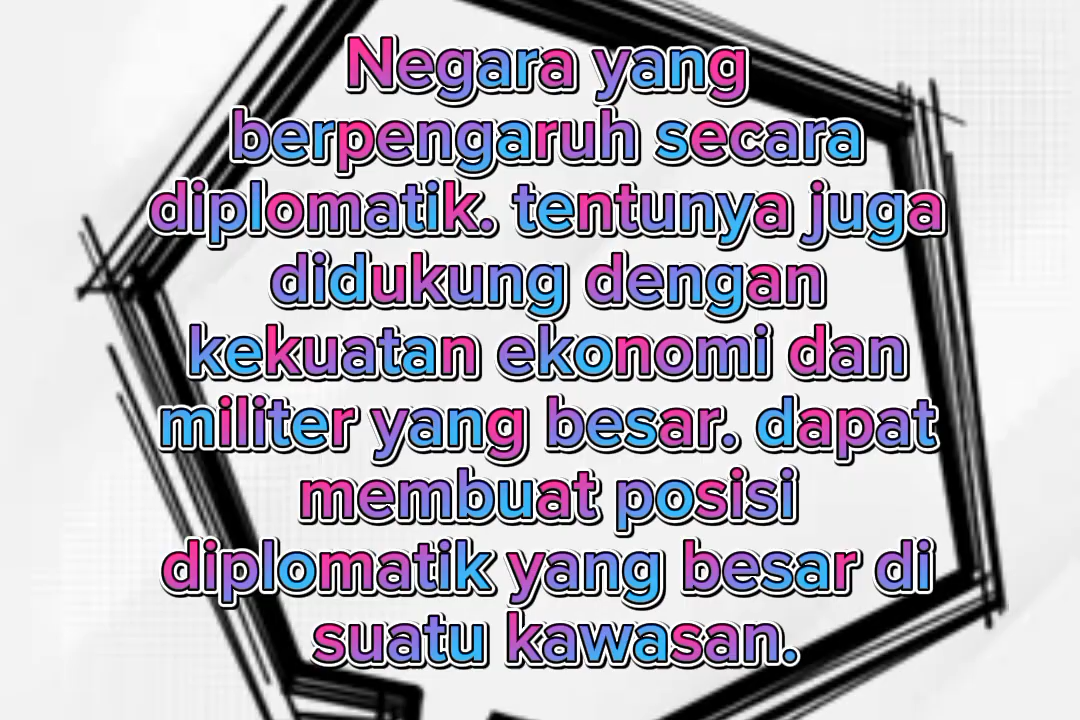 Negara yang
berpengaruh secara
diplomatik. tentunya juga
didukung dengan
kekuatan ekonomi dan
militer yang besar. dapat
membuat posisi
diplomatik yang besar di
suatu kawasan.